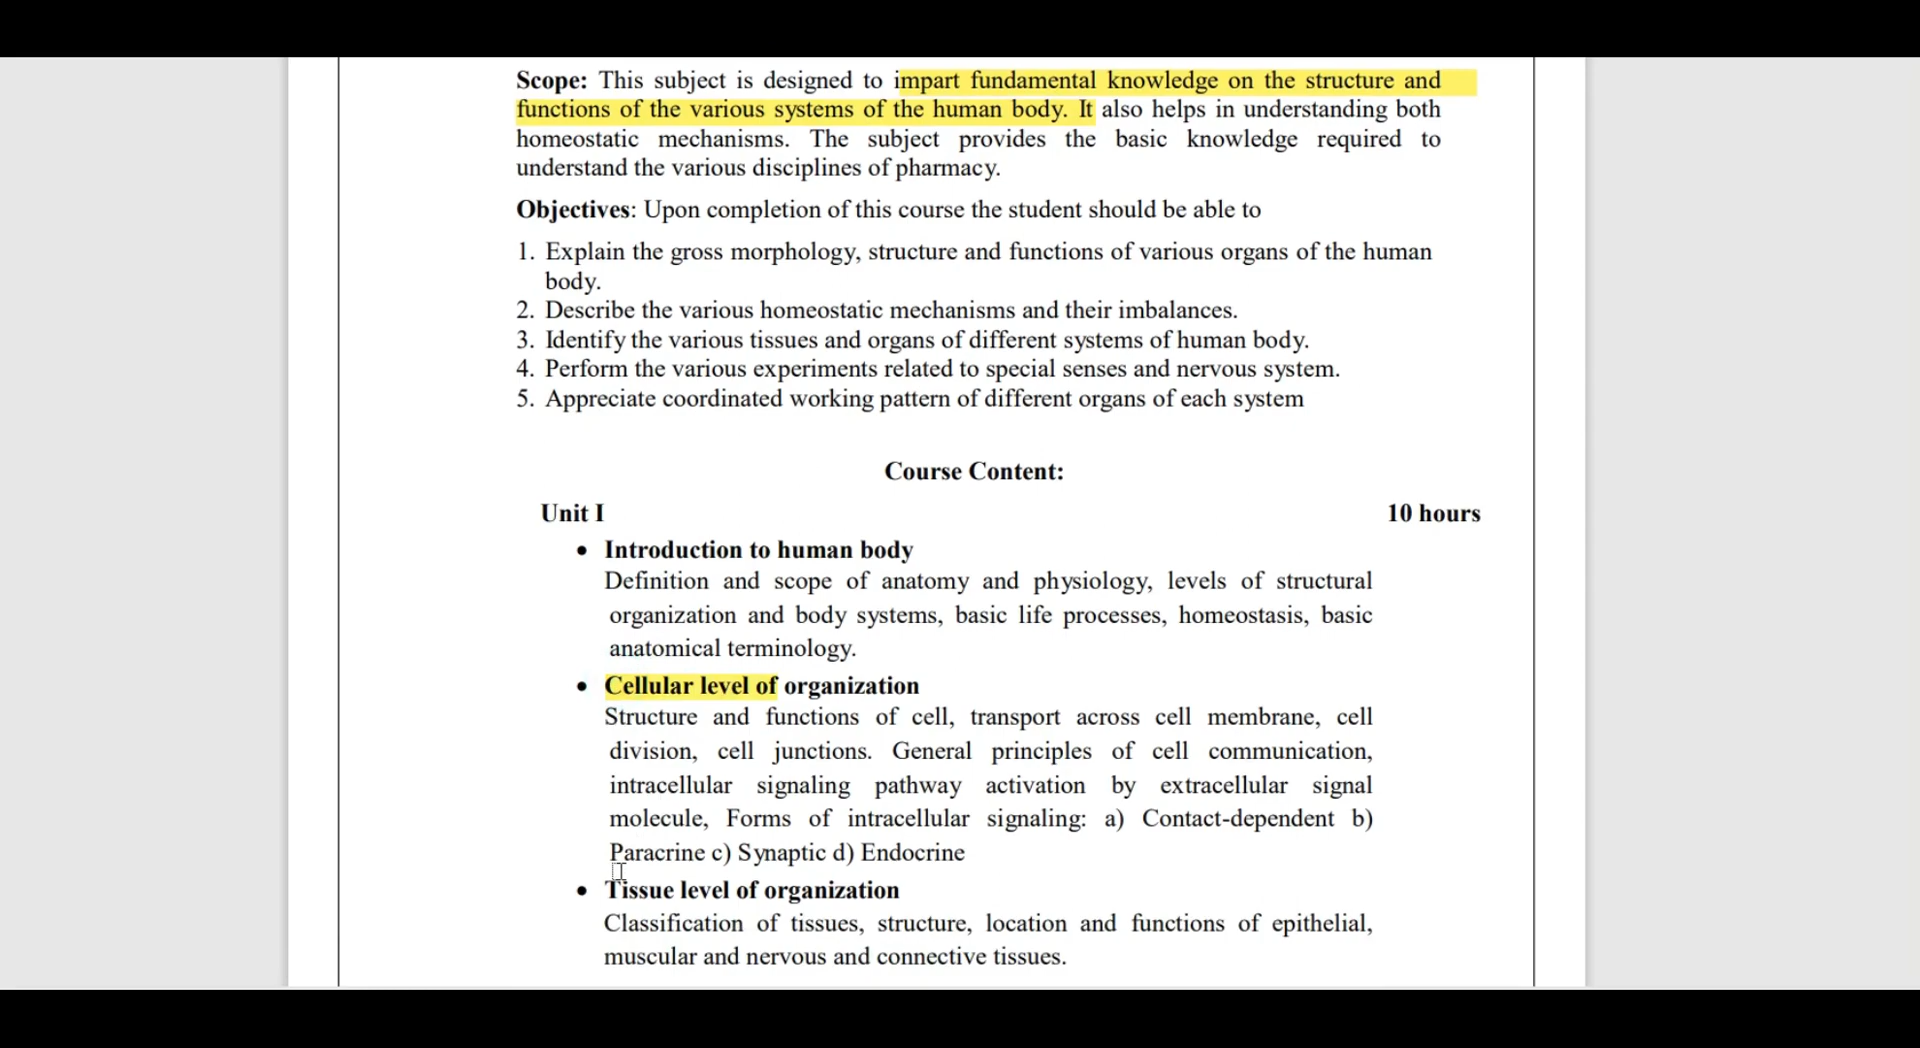 Scope: This subject is designed to impart fundamental knowledge on the structure and
functions of the various systems of the human body. It also helps in understanding both
homeostatic mechanisms. The subject provides the basic knowledge required to
understand the various disciplines of pharmacy.
Objectives: Upon completion of this course the student should be able to
1. Explain the gross morphology, structure and functions of various organs of the human
body.
2. Describe the various homeostatic mechanisms and their imbalances.
3. Identify the various tissues and organs of different systems of human body.
4. Perform the various experiments related to special senses and nervous system.
5. Appreciate coordinated working pattern of different organs of each system
Course Content:
Unit I 10 hours
• Introduction to human body
Definition and scope of anatomy and physiology, levels of structural
organization and body systems, basic life processes, homeostasis, basic
anatomical terminology.
• Cellular level of organization
Structure and functions of cell, transport across cell membrane, cell
division, cell junctions. General principles of cell communication,
intracellular signaling pathway activation by extracellular signal
molecule, Forms of intracellular signaling: a) Contact-dependent b)
Paracrine c) Synaptic d) Endocrine
• Tissue level of organization
Classification of tissues, structure, location and functions of epithelial,
muscular and nervous and connective tissues.